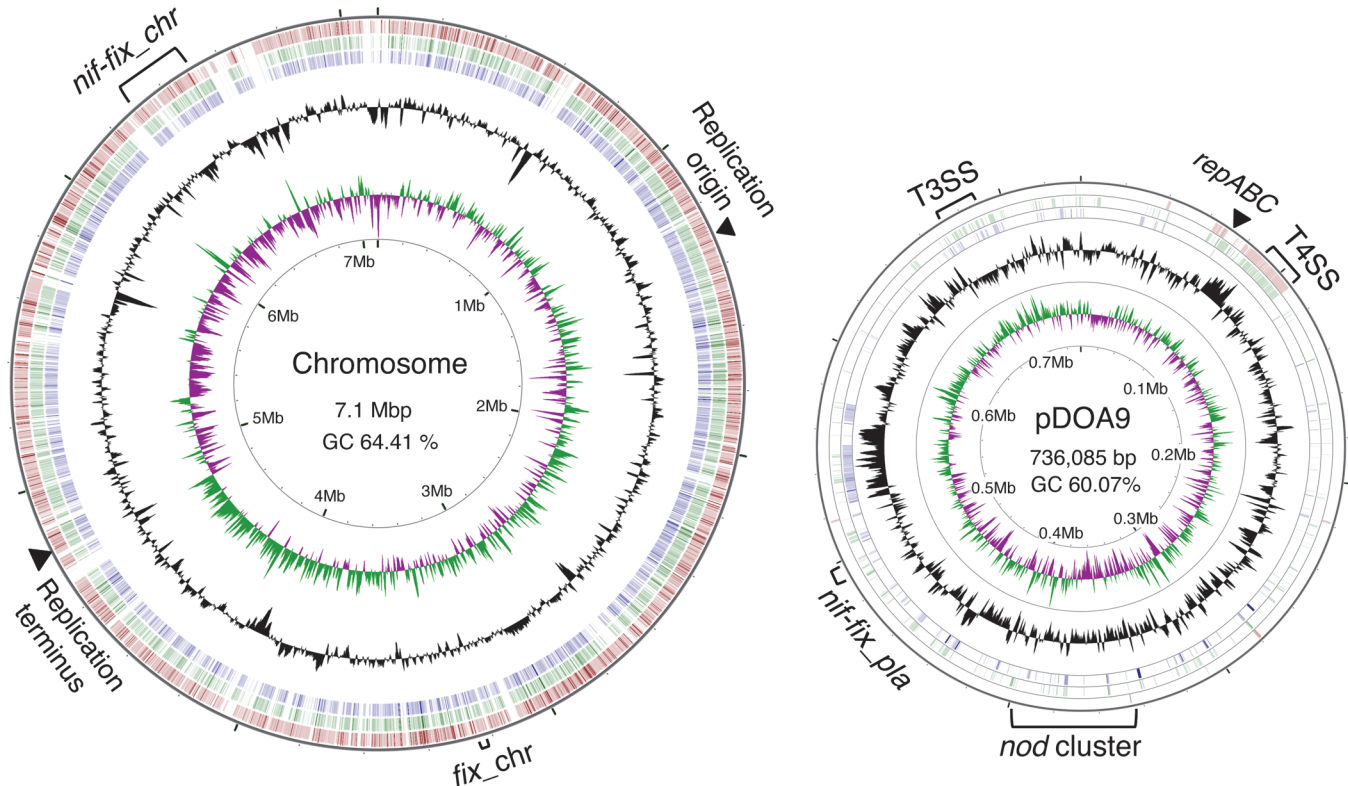 nif-fix_chr
Replication
origin
7Mb
1Mb
6Mb
Chromosome
7.1 Mbp
GC 64.41 %
2Mb
5Mb
4Mb
3Mb
Replication
terminus
fix_chr
T3SS
repABC
T4SS
0.7Mb
0.1Mb
0.6Mb
pDOA9
736,085 bp
GC 60.07%
0.2Mb
0.5Mb
0.3Mb
0.4Mb
nif-fix_pla
nod cluster